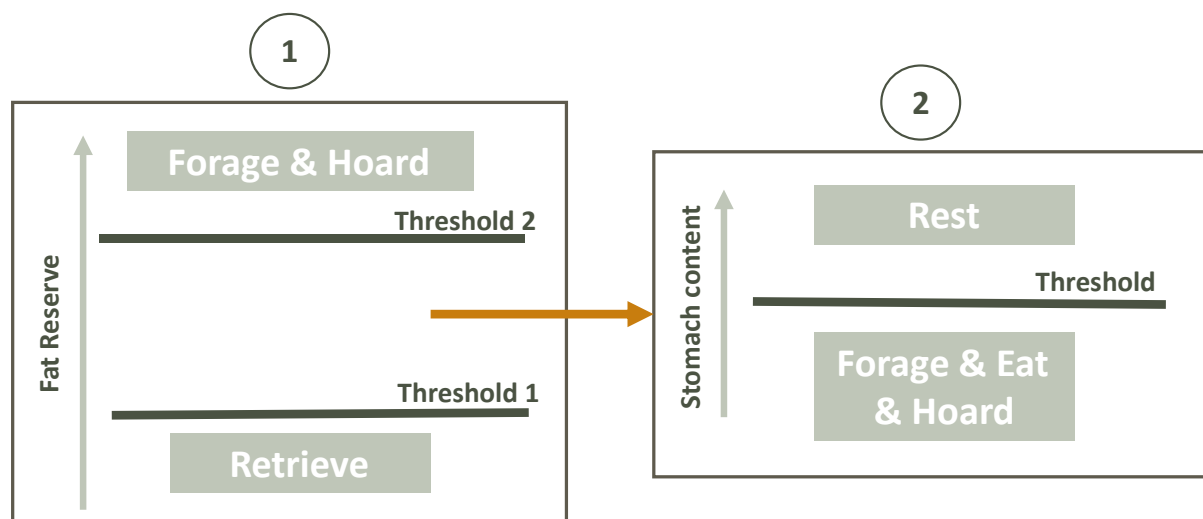 1
Forage & Hoard
Threshold 2
Fat Reserve
Threshold 1
Retrieve
2
Rest
Stomach content
Threshold
Forage & Eat
& Hoard